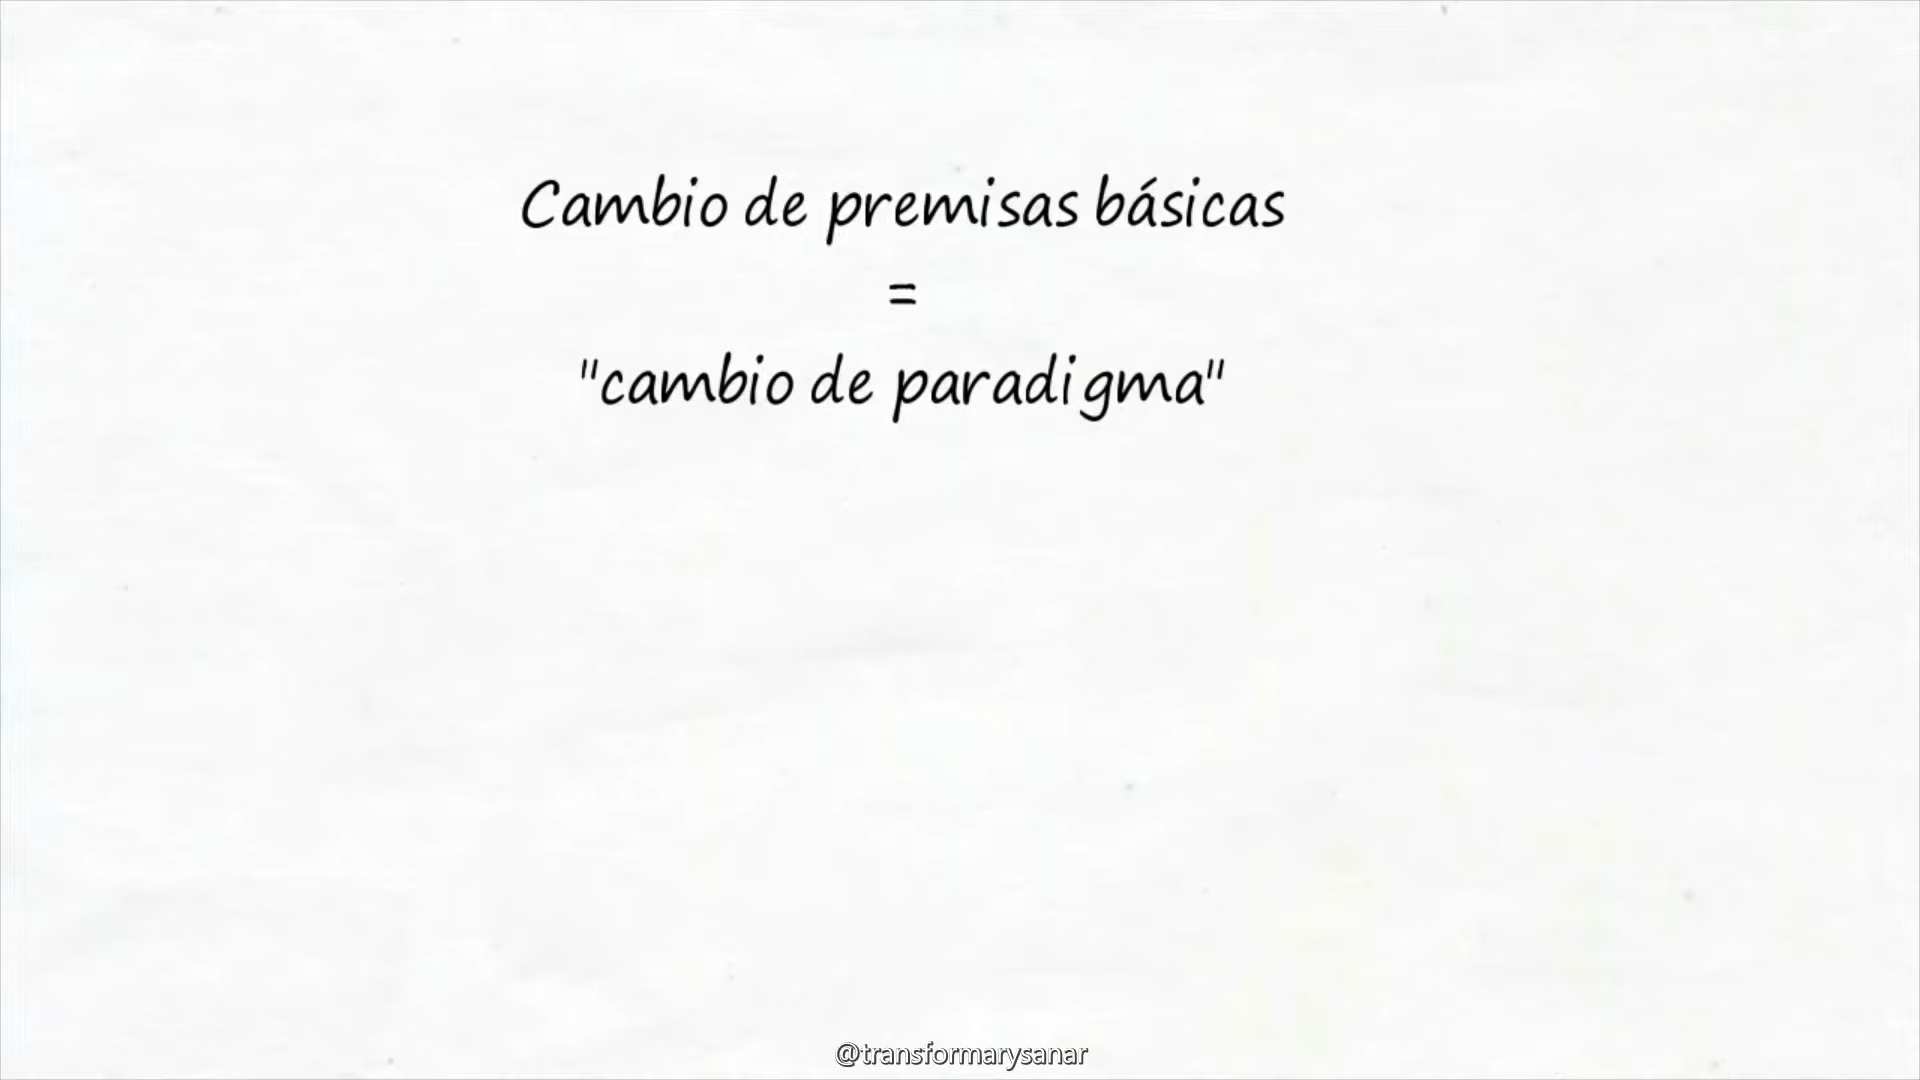 Cambio de premisas básicas
=
"cambio de paradigma"
@transformarysanar